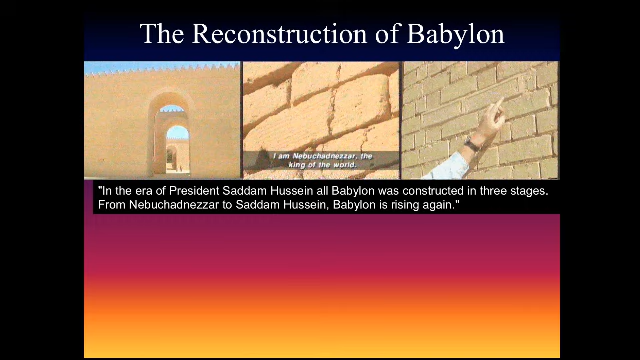 The Reconstruction of Babylon
I am Nebuchadnezzar, the
king of the world.
"In the era of President Saddam Hussein all Babylon was constructed in three stages.
From Nebuchadnezzar to Saddam Hussein, Babylon is rising again."